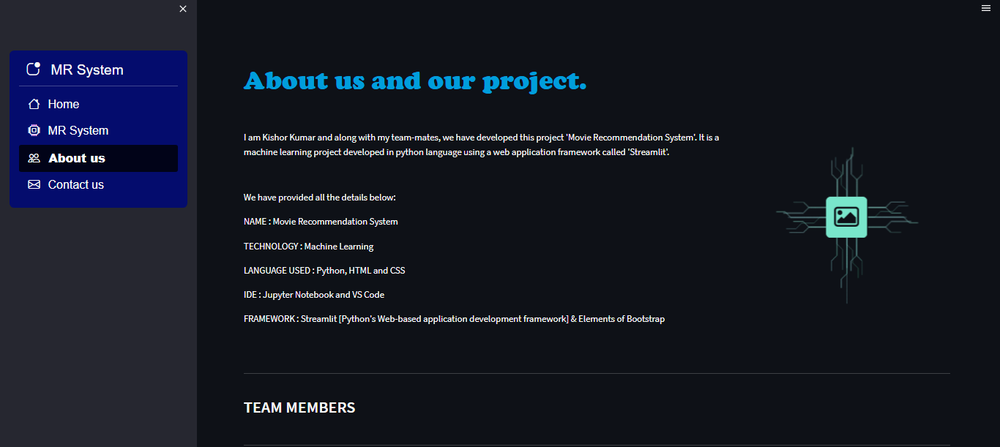 MR System
Home
MR System
About us
Contact us
About us and our project.
I am Kishor Kumar and along with my team-mates, we have developed this project 'Movie Recommendation System'. It is a
machine learning project developed in python language using a web application framework called 'Streamlit'.
We have provided all the details below:
NAME : Movie Recommendation System
TECHNOLOGY : Machine Learning
LANGUAGE USED : Python, HTML and CSS
IDE : Jupyter Notebook and VS Code
FRAMEWORK : Streamlit [Python's Web-based application development framework] & Elements of Bootstrap
TEAM MEMBERS